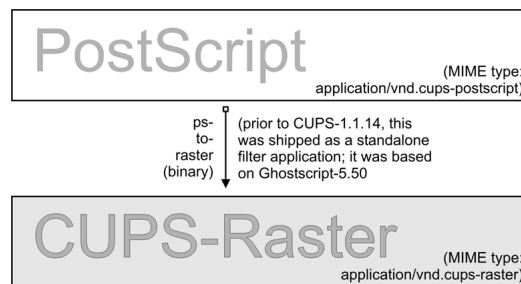 PostScript
(MIME type:
application/vnd.cups-postscript)
ps-
to-
raster
(binary)
(prior to CUPS-1.1.14, this
was shipped as a standalone
filter application; it was based
on Ghostscript-5.50
CUPS-Raster
(MIME type:
application/vnd.cups-raster)